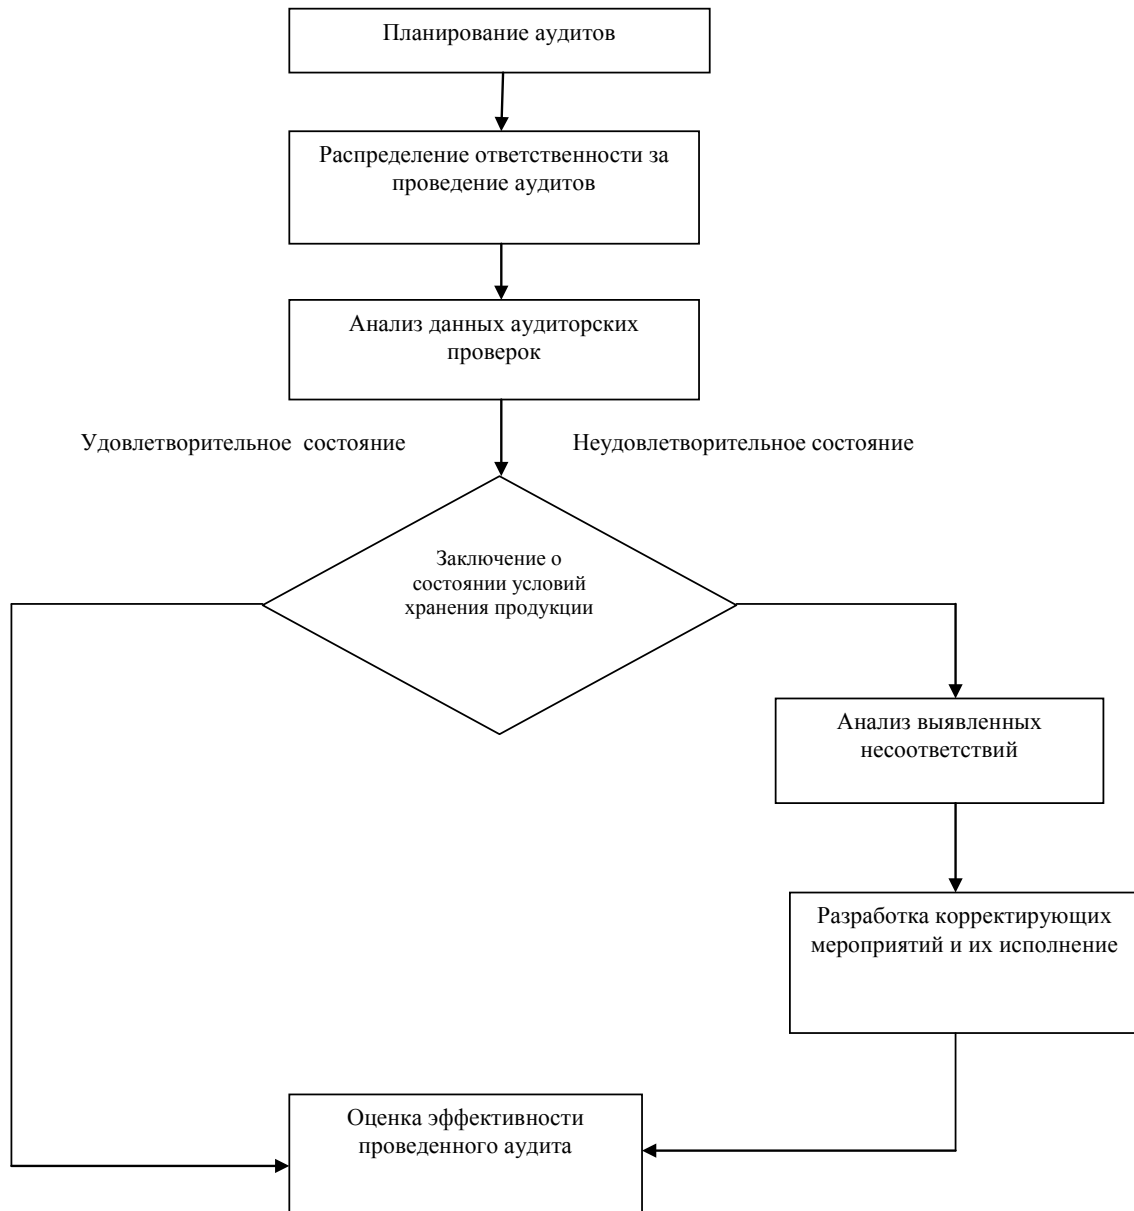 Планирование аудитов
Распределение ответственности за
проведение аудитов
Анализ данных аудиторских
проверок
Удовлетворительное состояние
Неудовлетворительное состояние
Заключение о
состоянии условий
хранения продукции
Анализ выявленных
несоответствий
Разработка корректирующих
мероприятий и их исполнение
Оценка эффективности
проведенного аудита